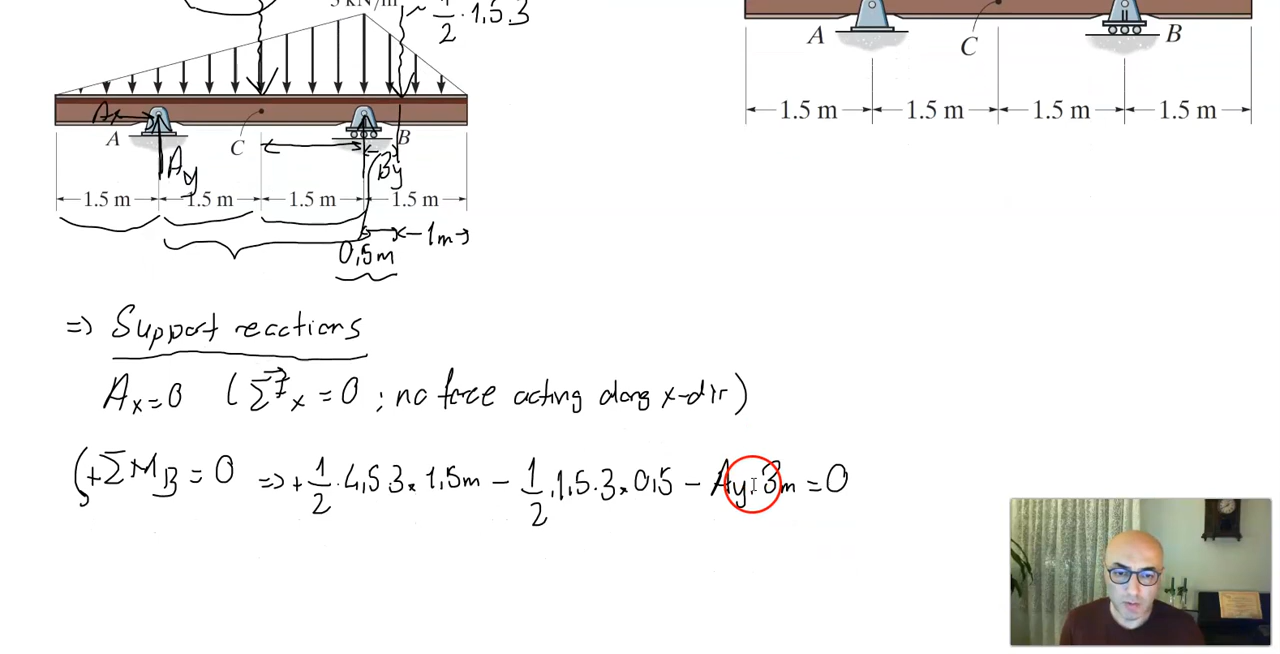 3 kN/m
1/2 · 1,5.3
Ax
A
C
B
Ay
By
1.5 m 1.5 m 1.5 m 1.5 m
1m
0,5m
A
C
B
1.5 m 1.5 m 1.5 m 1.5 m
=> Support reactions
Ax=0 (ΣFx = 0 ; no force acting along x-dir)
+ΣMB = 0 => + 1/2 . 4,5 3 x 1,5m - 1/2 . 1,5.3 x 0,5 - Ay.3m = 0